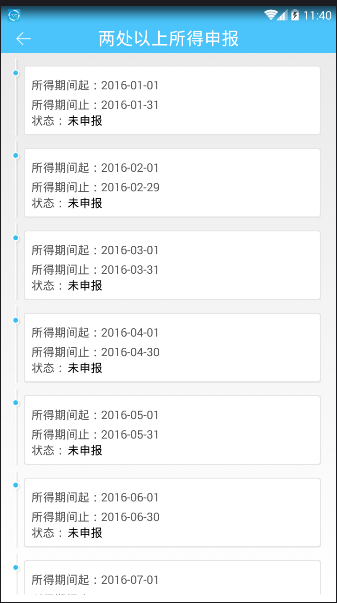 11:40
两处以上所得申报
所得期间起：2016-01-01
所得期间止：2016-01-31
状态：未申报
所得期间起：2016-02-01
所得期间止：2016-02-29
状态：未申报
所得期间起：2016-03-01
所得期间止：2016-03-31
状态：未申报
所得期间起：2016-04-01
所得期间止：2016-04-30
状态：未申报
所得期间起：2016-05-01
所得期间止：2016-05-31
状态：未申报
所得期间起：2016-06-01
所得期间止：2016-06-30
状态：未申报
所得期间起：2016-07-01